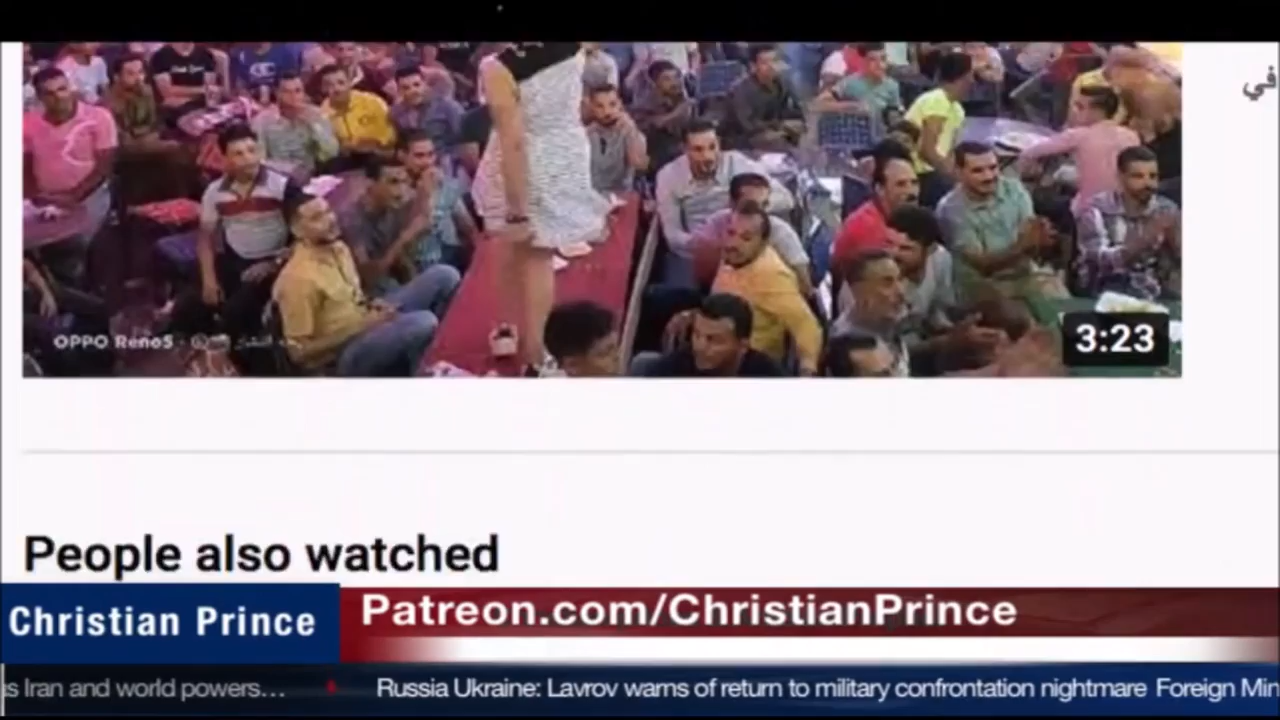 في
OPPO Reno5
3:23
People also watched
Christian Prince
Patreon.com/ChristianPrince
s Iran and world powers...
Russia Ukraine: Lavrov warns of return to military confrontation nightmare Foreign Min